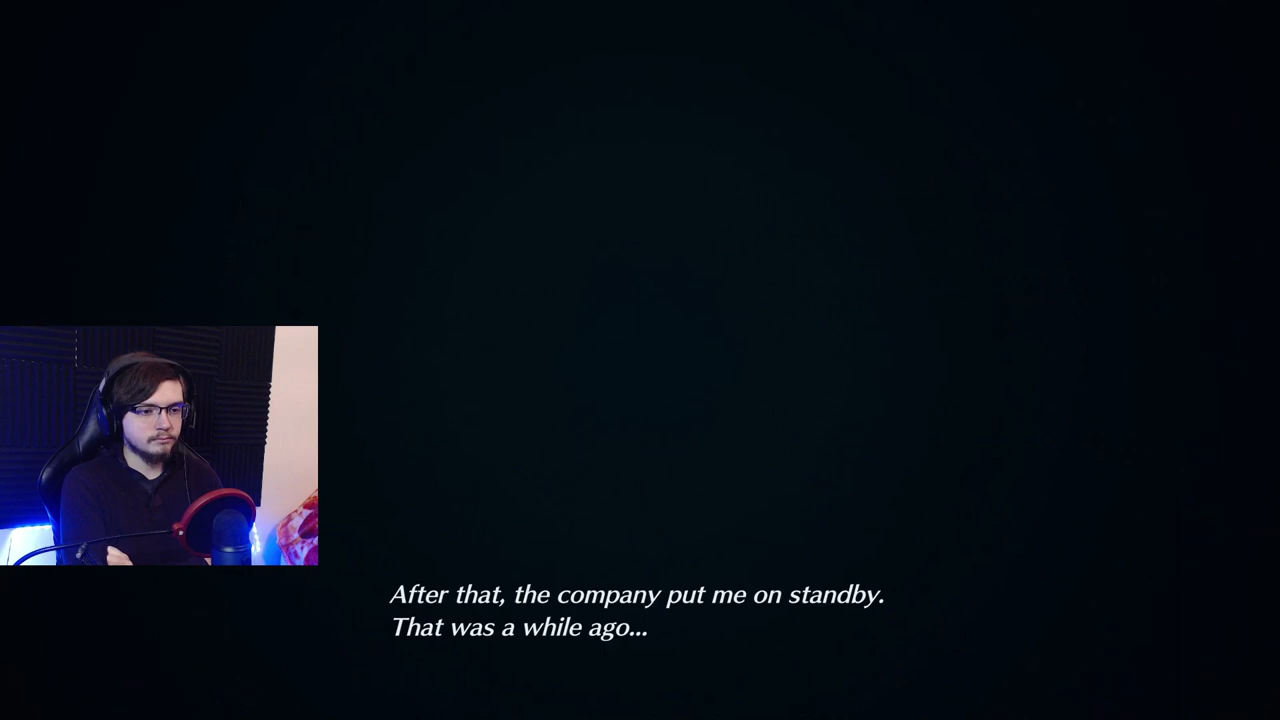 After that, the company put me on standby.
That was a while ago...